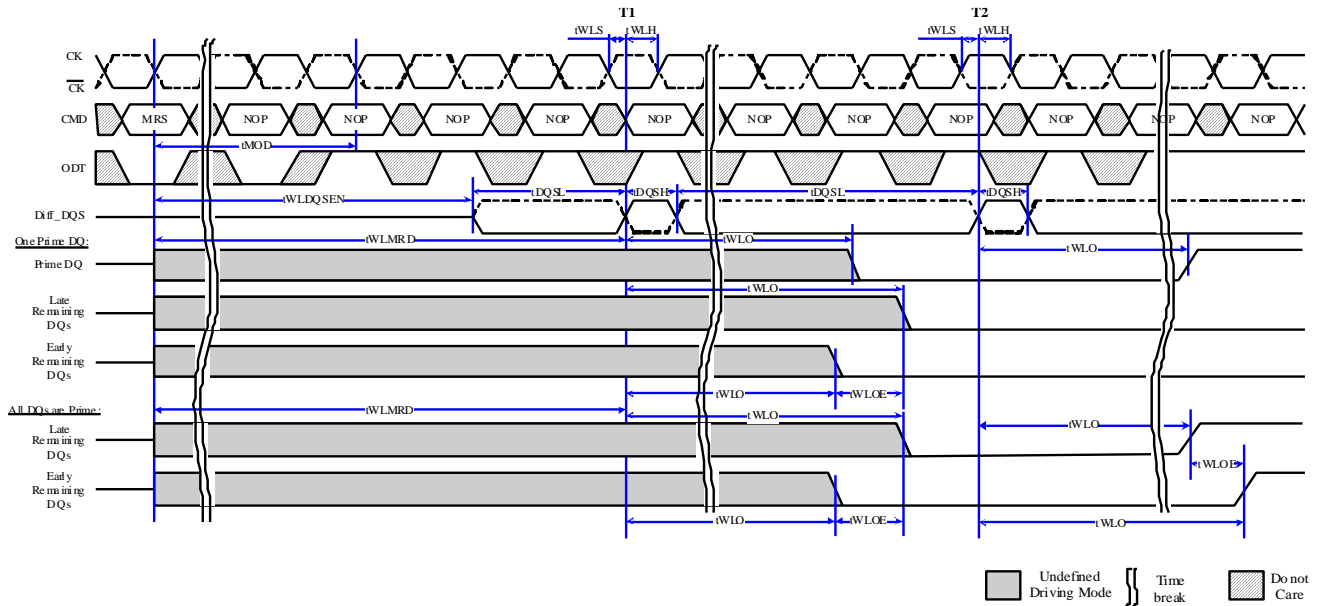 T1 T2
tWLS tWLH tWLS tWLH
CK
CK
CMD MRS NOP NOP NOP NOP NOP NOP NOP NOP NOP NOP NOP
tMOD
ODT
tDQSL tDQSH tDQSL tDQSH
tWLDQSEN
Diff_DQS
tWLMRD tWLO
One Prime DQ:
tWLO
Prime DQ
tWLO
Late
Remaining
DQs
Early
Remaining
DQs
tWLO tWLOE
All DQs are Prime:
tWLMRD tWLO
tWLO
Late
Remaining
DQs
tWLOE
Early
Remaining
DQs
tWLO tWLOE tWLO
Undefined
Driving Mode
Time
break
Do not
Care